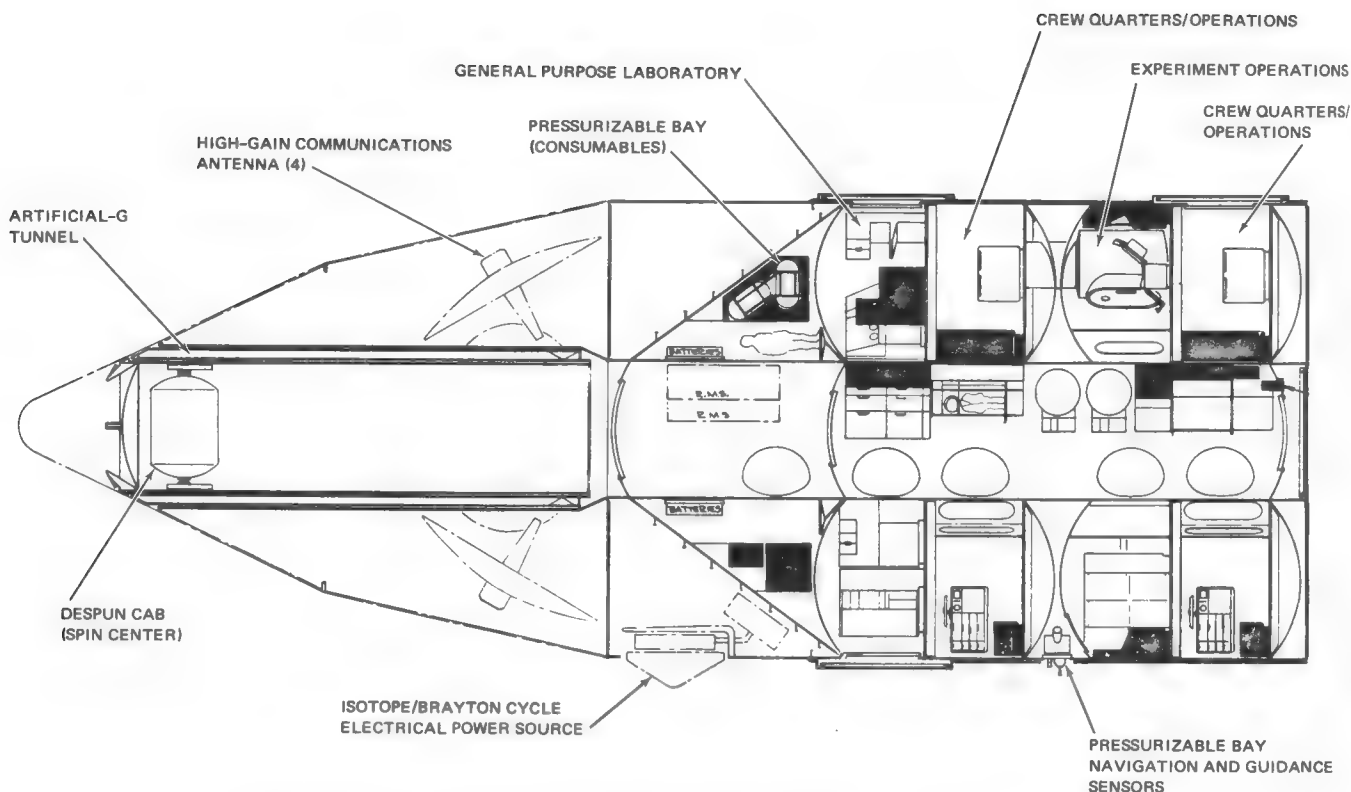 CREW QUARTERS/OPERATIONS
GENERAL PURPOSE LABORATORY
EXPERIMENT OPERATIONS
PRESSURIZABLE BAY
(CONSUMABLES)
CREW QUARTERS/
OPERATIONS
HIGH-GAIN COMMUNICATIONS
ANTENNA (4)
ARTIFICIAL-G
TUNNEL
BATTERIES
R.M.S.
R.M.S
BATTERIES
DESPUN CAB
(SPIN CENTER)
ISOTOPE/BRAYTON CYCLE
ELECTRICAL POWER SOURCE
PRESSURIZABLE BAY
NAVIGATION AND GUIDANCE
SENSORS